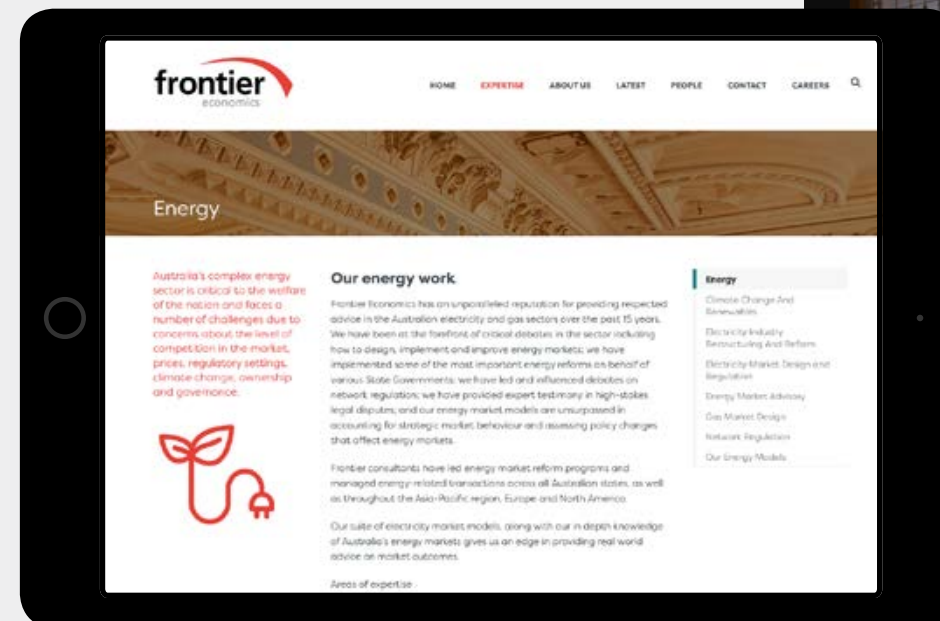 frontier
economics
HOME EXPERTISE ABOUT US LATEST PEOPLE CONTACT CAREERS
Energy
Australia's complex energy
sector is critical to the welfare
of the nation and faces a
number of challenges due to
concerns about the level of
competition in the market,
prices, regulatory settings,
climate change, ownership
and governance.
Our energy work
Frontier Economics has an unparalleled reputation for providing respected
advice in the Australian electricity and gas sectors over the past 15 years.
We have been at the forefront of critical debates in the sector including
how to design, implement and improve energy markets; we have
implemented some of the most important energy reforms on behalf of
various State Governments; we have led and influenced debates on
network regulation; we have provided expert testimony in high-stakes
legal disputes; and our energy market models are unsurpassed in
accounting for strategic market behaviour and assessing policy changes
that affect energy markets.
Frontier consultants have led energy market reform programs and
managed energy-related transactions across all Australian states, as well
as throughout the Asia-Pacific region, Europe and North America.
Our suite of electricity market models, along with our in depth knowledge
of Australia's energy markets gives us an edge in providing real world
advice on market outcomes.
Areas of expertise
Energy
Climate Change And
Renewables
Electricity Industry
Restructuring And Reform
Electricity Market Design and
Regulation
Energy Market Advisory
Gas Market Design
Network Regulation
Our Energy Models